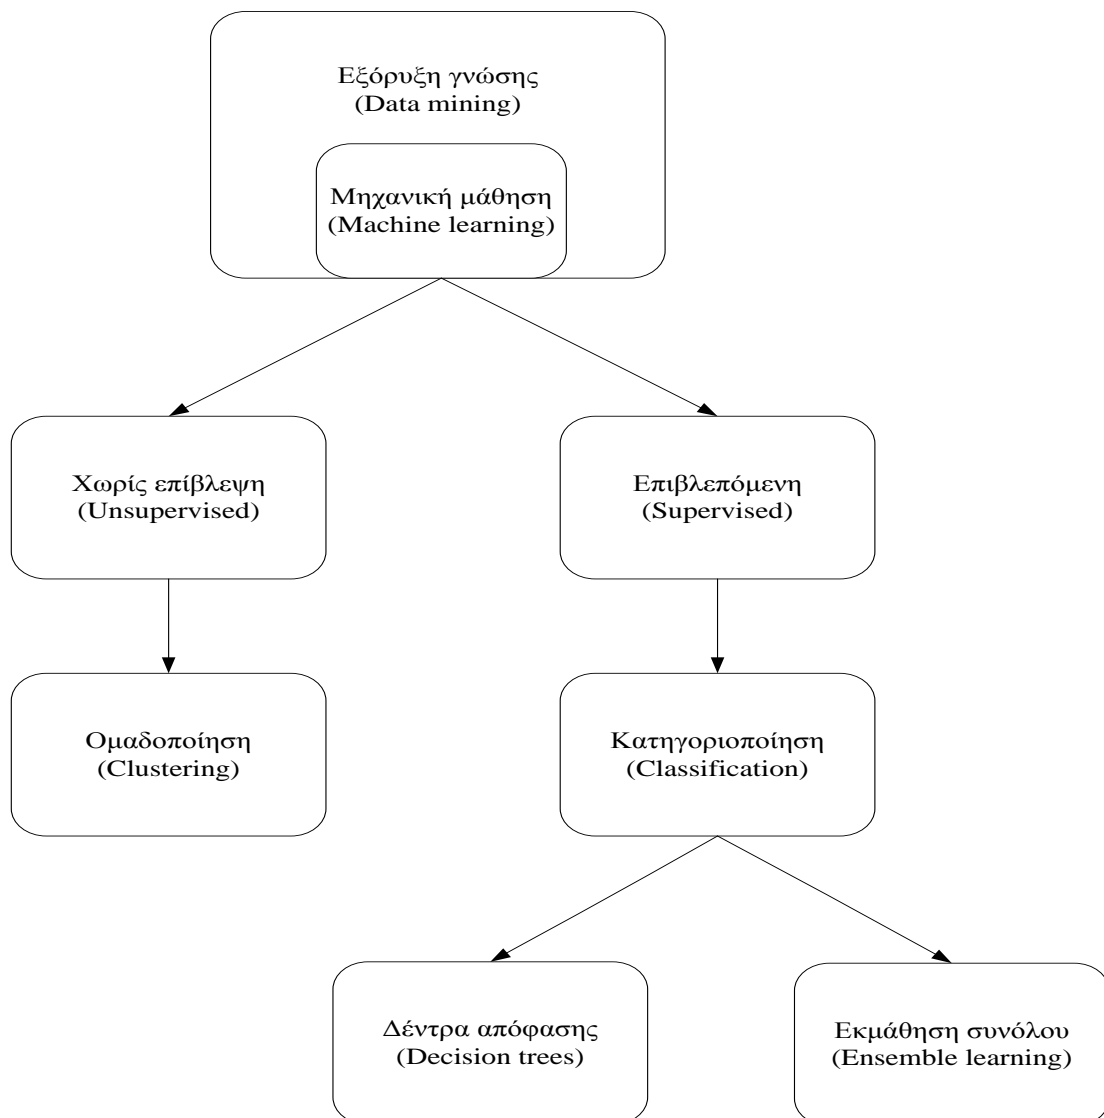 Εξόρυξη γνώσης
(Data mining)
Μηχανική μάθηση
(Machine learning)
Χωρίς επίβλεψη
(Unsupervised)
Επιβλεπόμενη
(Supervised)
Ομαδοποίηση
(Clustering)
Κατηγοριοποίηση
(Classification)
Δέντρα απόφασης
(Decision trees)
Εκμάθηση συνόλου
(Ensemble learning)